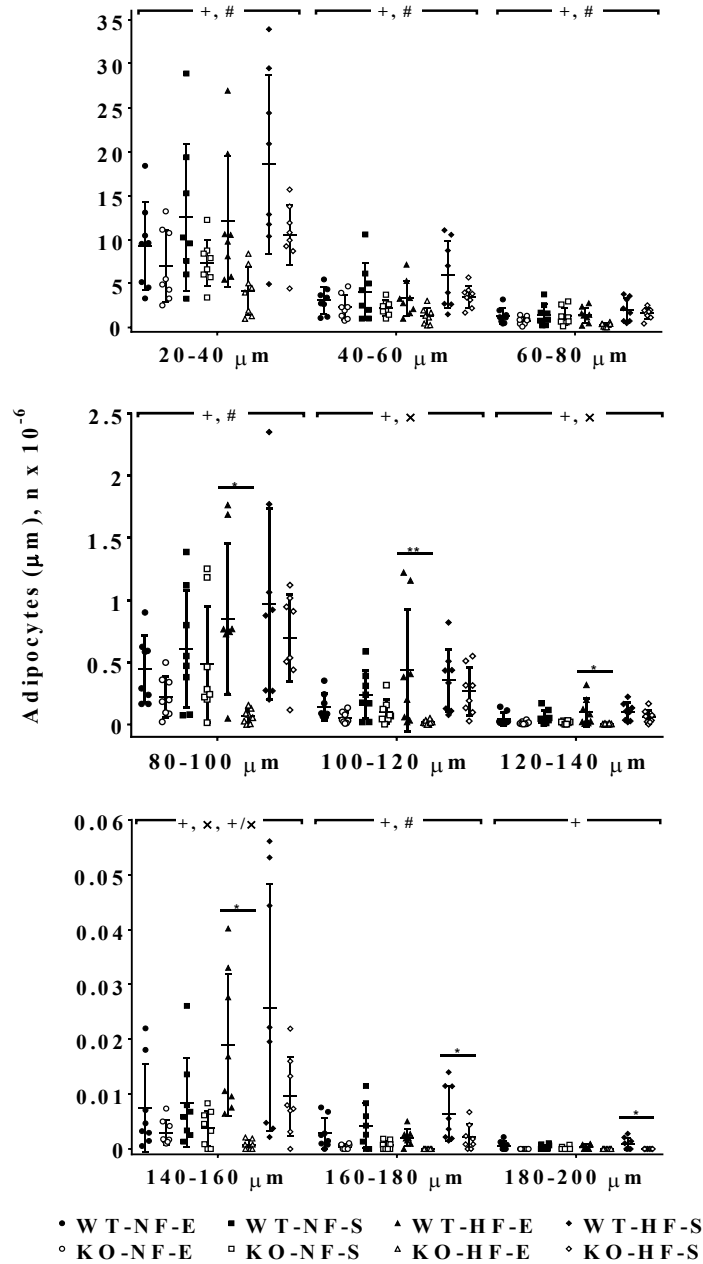 +, # +, # +, #
35
30
25
20
15
10
5
0
20-40 μm 40-60 μm 60-80 μm
Adipocytes (μm), n x 10⁻⁶
+, # +, × +, ×
2.5
2
1.5
1
0.5
0
* ** *
80-100 μm 100-120 μm 120-140 μm
+, ×, +/× +, # +
0.06
0.05
0.04
0.03
0.02
0.01
0
* * *
140-160 μm 160-180 μm 180-200 μm
WT-NF-E WT-NF-S WT-HF-E WT-HF-S
KO-NF-E KO-NF-S KO-HF-E KO-HF-S